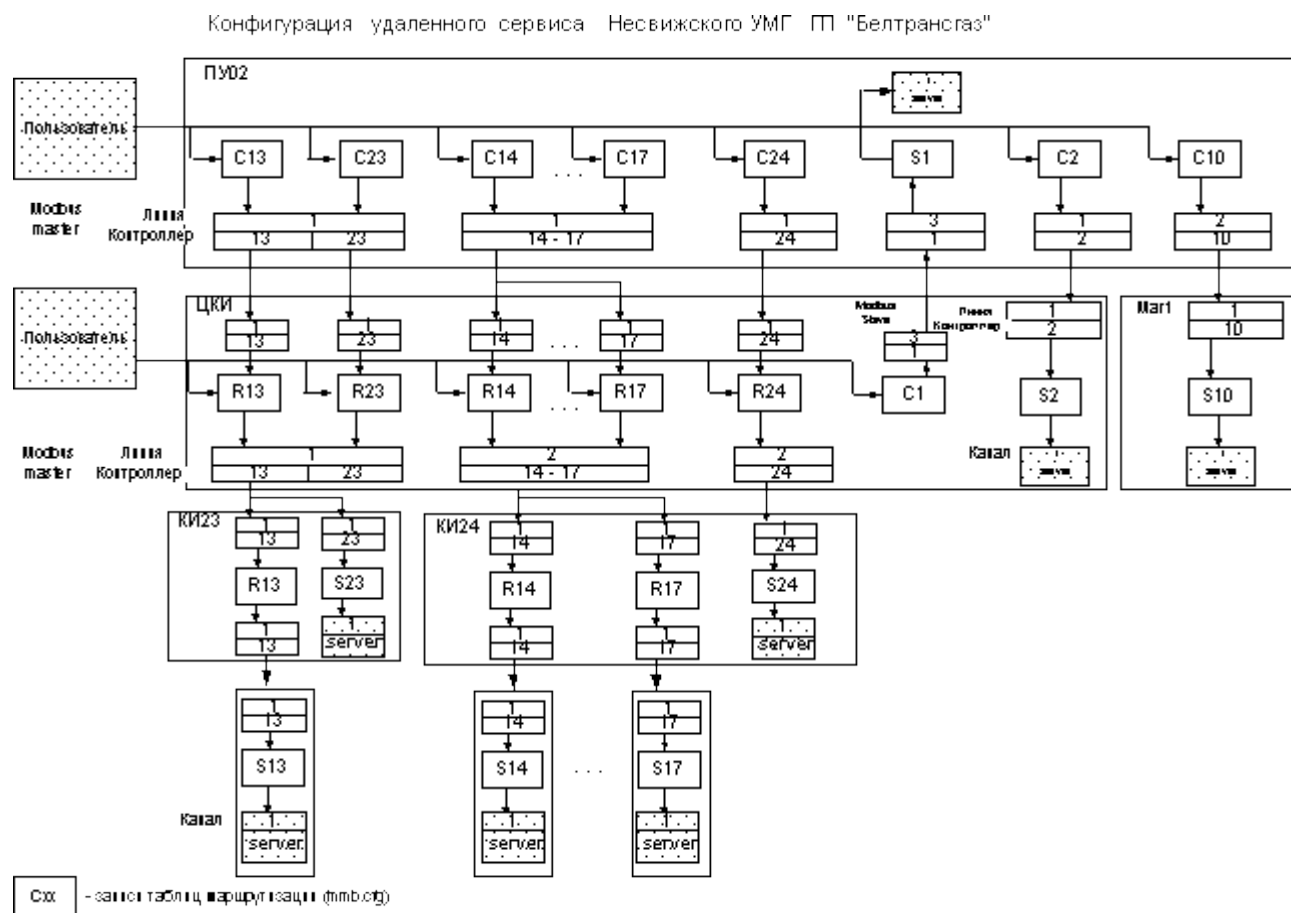 Конфигурация удаленного сервиса Несвижского УМГ ГП "Белтрансгаз"
ПУ02
1
Пользователь
C13 C23 C14 C17 C24 S1 C2 C10
. . .
Modbus master
Линия
Контроллер
1 1 1 3 1 2
13 23 14 - 17 24 1 2 10
Пользователь
ЦКИ
Modbus Slave
Линия
Контроллер
Mar1
1 1 1 1 1 3 1 1
13 23 14 . . . 17 24 1 2 10
R13 R23 R14 . . . R17 R24 C1 S2 S10
Modbus master
Линия
Контроллер
1 2 2
13 23 14 - 17 24
Канал
1 1
КИ23
КИ24
1 1 1 1 1
13 23 14 17 24
R13 S23 R14 R17 S24
1 1 1 1 1
13 server 14 17 server
1 1 1
13 14 17
S13 S14 . . . S17
Канал
1 1 1
server server server
Cxx - записи таблиц маршрутизации (mmb.cfg)